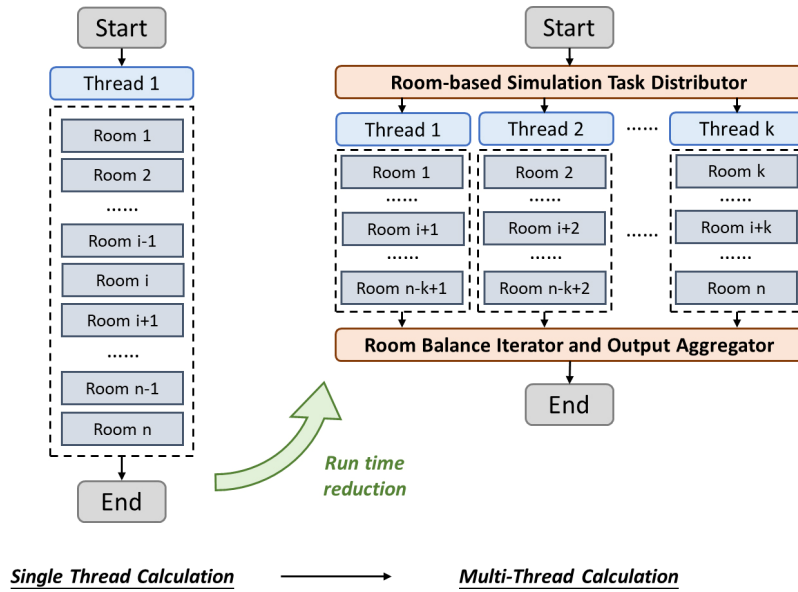 Start
Thread 1
Room 1
Room 2
......
Room i-1
Room i
Room i+1
......
Room n-1
Room n
End
Start
Room-based Simulation Task Distributor
Thread 1
Thread 2
......
Thread k
Room 1
Room 2
Room k
......
......
......
Room i+1
Room i+2
......
Room i+k
......
......
......
Room n-k+1
Room n-k+2
Room n
Room Balance Iterator and Output Aggregator
End
Run time
reduction
Single Thread Calculation
Multi-Thread Calculation